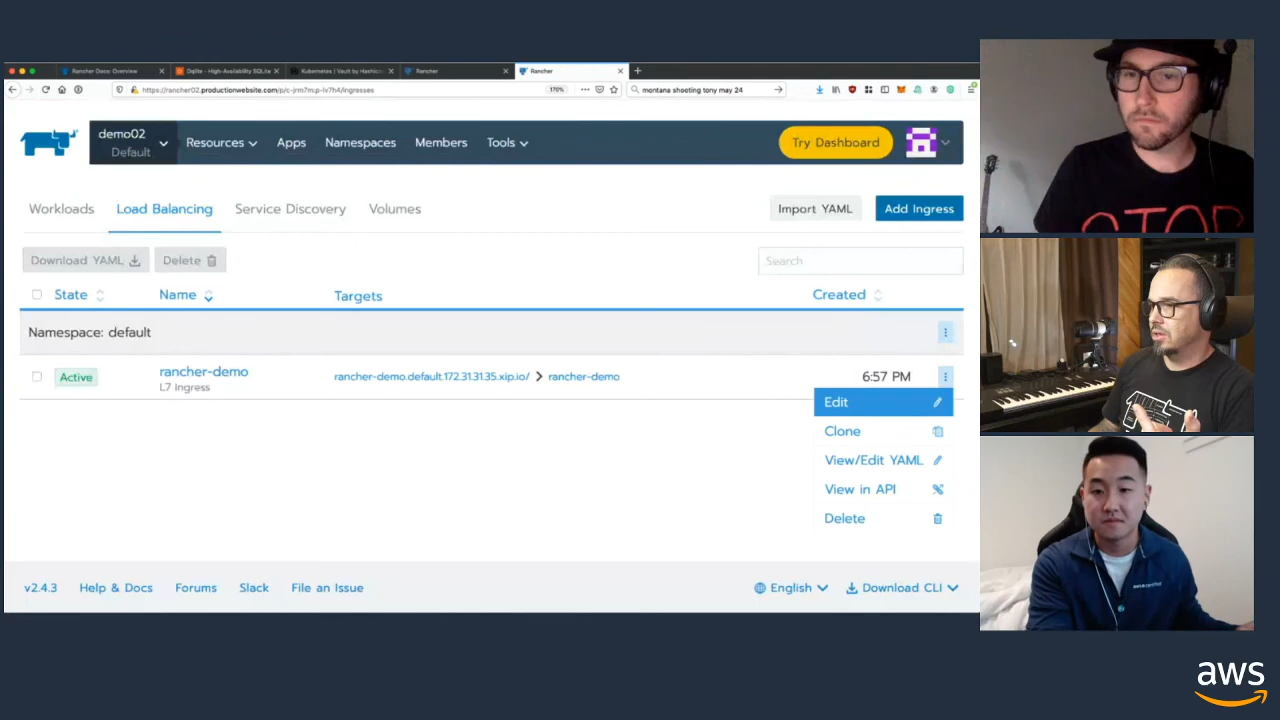 Rancher Docs: Overview
Dqlite - High-Availability SQLite
Kubernetes | Vault by Hashic
Rancher
Rancher
https://rancher02.productionwebsite.com/p/c-jrm7m:p-lv7h4/ingresses
170%
montana shooting tony may 24
demo02
Default
Resources
Apps
Namespaces
Members
Tools
Try Dashboard
Workloads
Load Balancing
Service Discovery
Volumes
Import YAML
Add Ingress
Download YAML
Delete
Search
State
Name
Targets
Created
Namespace: default
Active
rancher-demo
L7 Ingress
rancher-demo.default.172.31.31.35.xip.io/ > rancher-demo
6:57 PM
Edit
Clone
View/Edit YAML
View in API
Delete
v2.4.3
Help & Docs
Forums
Slack
File an Issue
English
Download CLI
STOP
aws certified
aws